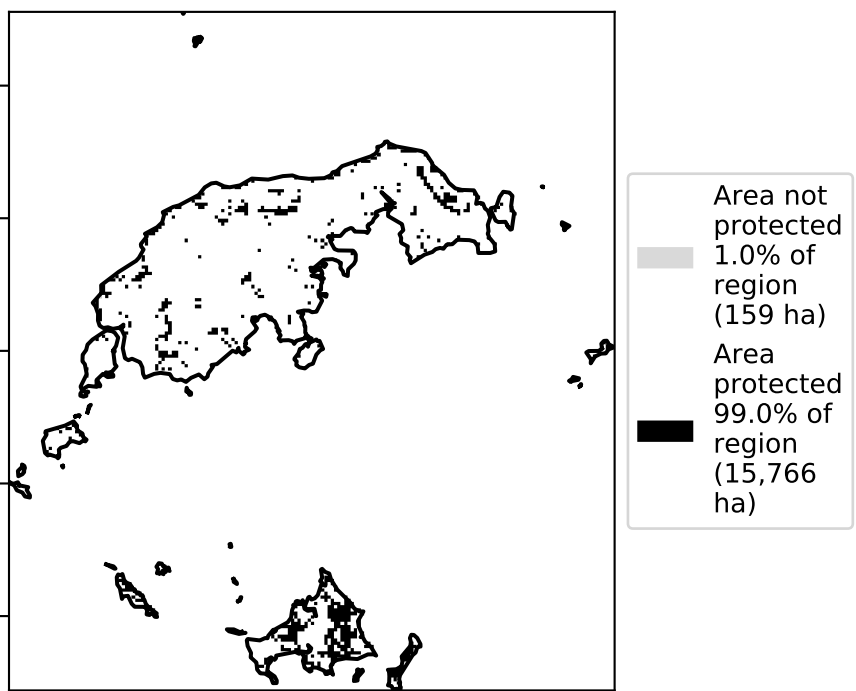 Area not
protected
1.0% of
region
(159 ha)
Area
protected
99.0% of
region
(15,766
ha)